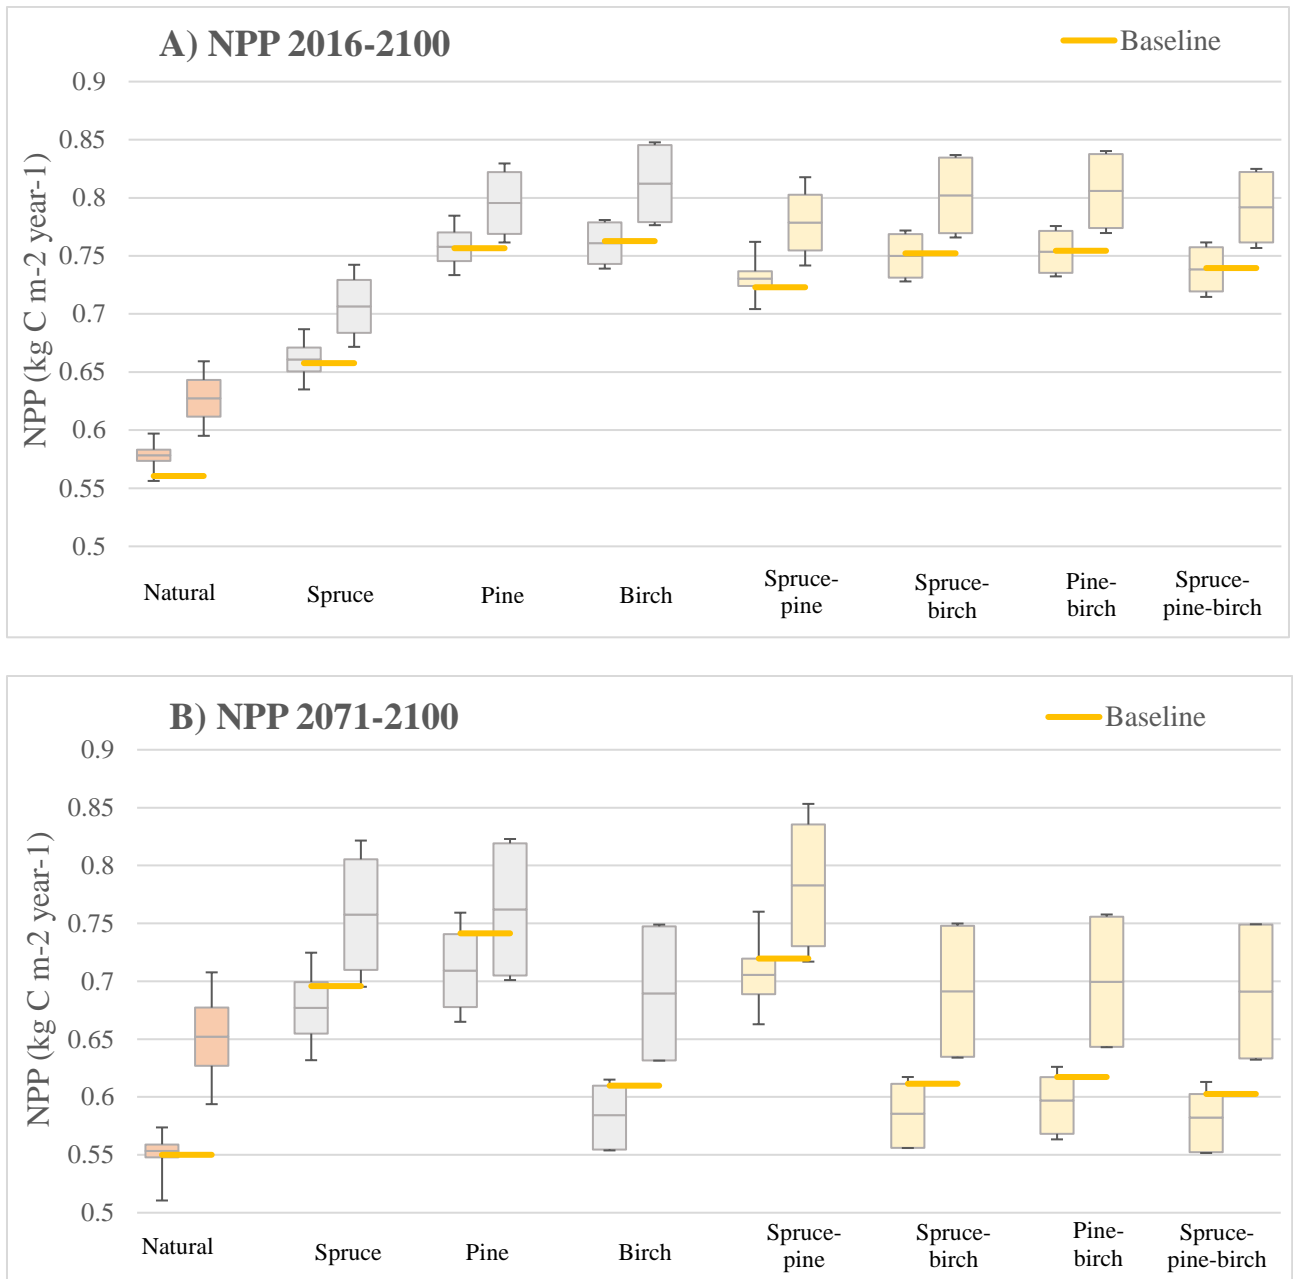 A) NPP 2016-2100
Baseline
NPP (kg C m-2 year-1)
0.9
0.85
0.8
0.75
0.7
0.65
0.6
0.55
0.5
Natural
Spruce
Pine
Birch
Spruce-
pine
Spruce-
birch
Pine-
birch
Spruce-
pine-birch
B) NPP 2071-2100
Baseline
NPP (kg C m-2 year-1)
0.9
0.85
0.8
0.75
0.7
0.65
0.6
0.55
0.5
Natural
Spruce
Pine
Birch
Spruce-
pine
Spruce-
birch
Pine-
birch
Spruce-
pine-birch